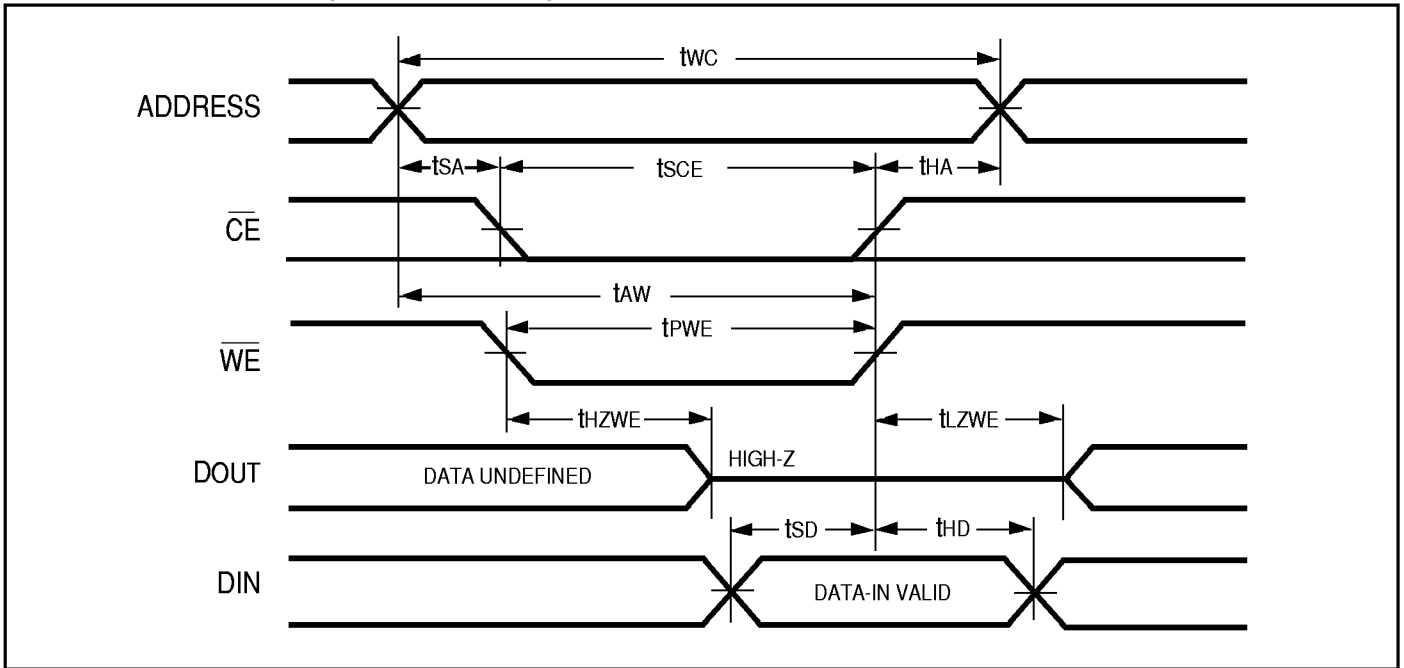 tWC
ADDRESS
tSA tSCE tHA
CE
tAW
tPWE
WE
tHZWE tLZWE
HIGH-Z
DOUT DATA UNDEFINED
tSD tHD
DIN DATA-IN VALID